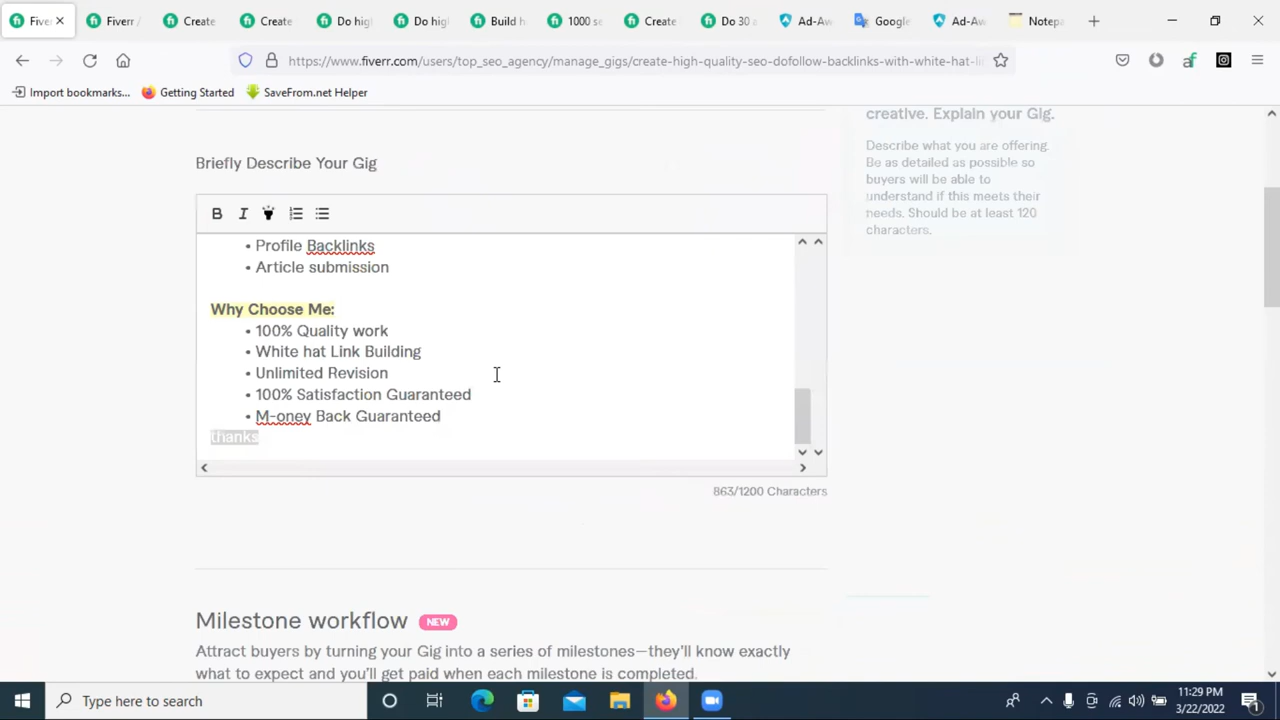 Fiverr
Fiverr /
Create
Create
Do hig
Do hig
Build h
1000 se
Create
Do 30 a
Ad-Aw
Google
Ad-Aw
Notepa
https://www.fiverr.com/users/top_seo_agency/manage_gigs/create-high-quality-seo-dofollow-backlinks-with-white-hat-li
Import bookmarks... Getting Started SaveFrom.net Helper
creative. Explain your Gig.
Describe what you are offering.
Be as detailed as possible so
buyers will be able to
understand if this meets their
needs. Should be at least 120
characters.
Briefly Describe Your Gig
B I
• Profile Backlinks
• Article submission
Why Choose Me:
• 100% Quality work
• White hat Link Building
• Unlimited Revision
• 100% Satisfaction Guaranteed
• M-oney Back Guaranteed
thanks
863/1200 Characters
Milestone workflow NEW
Attract buyers by turning your Gig into a series of milestones—they'll know exactly
what to expect and you'll get paid when each milestone is completed.
Type here to search
11:29 PM
3/22/2022
1